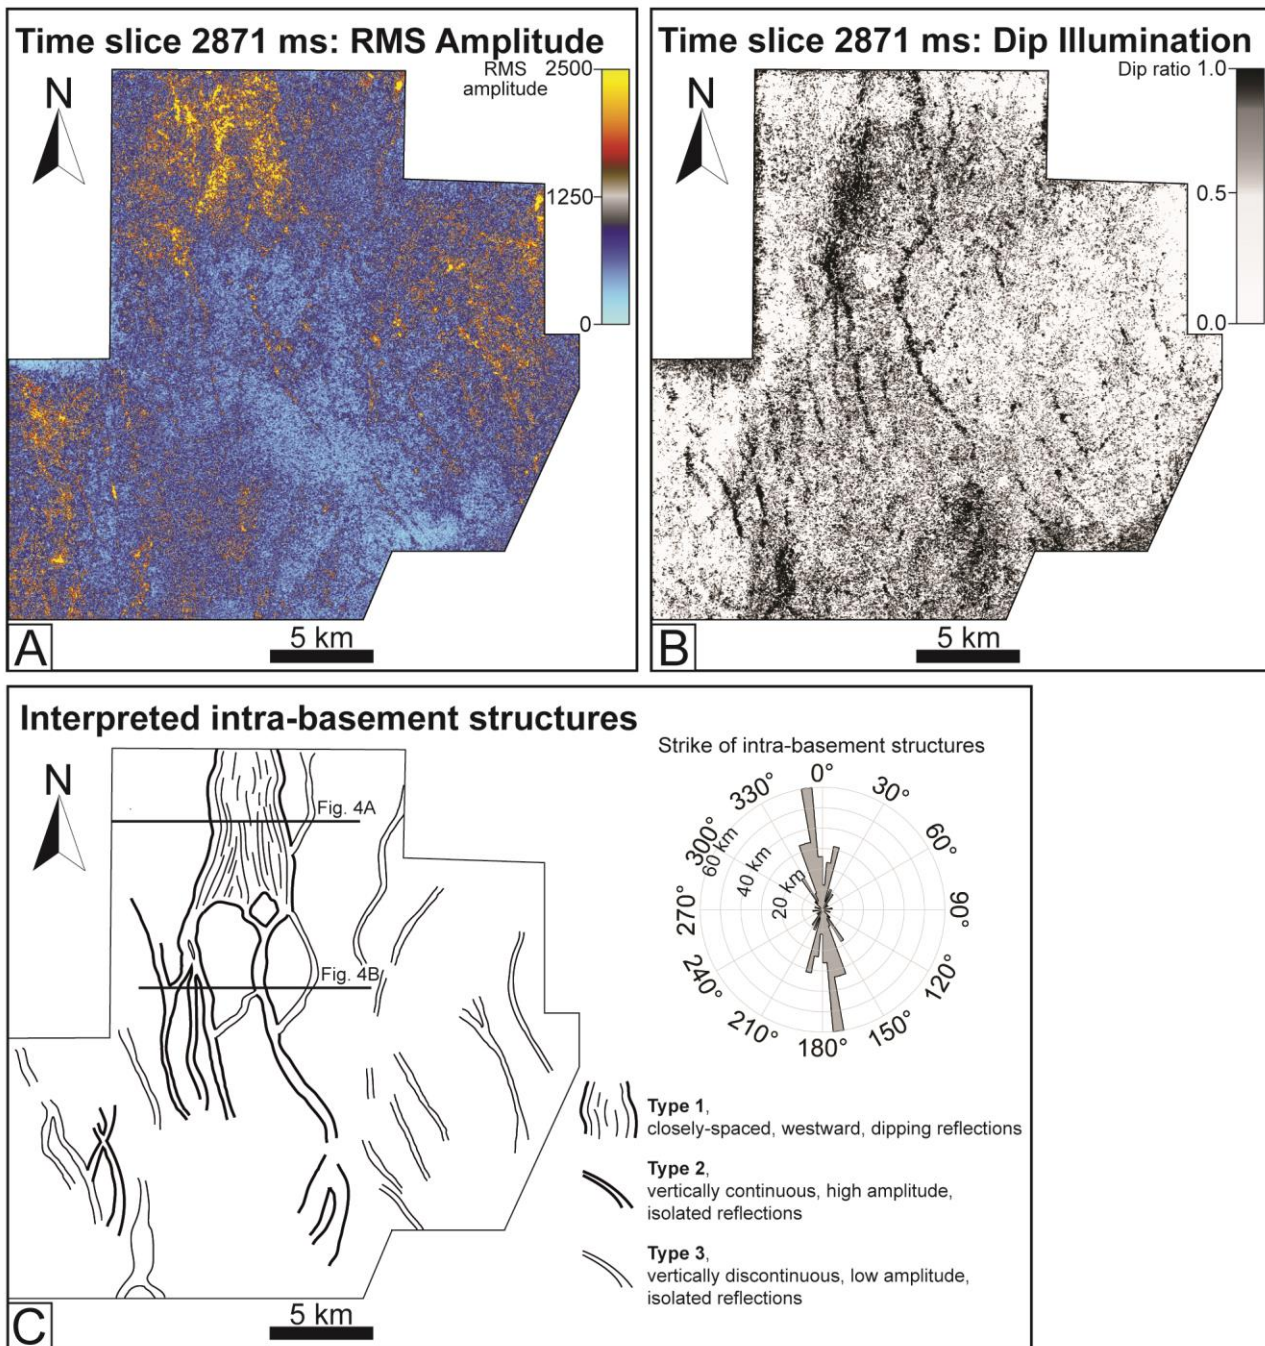 Time slice 2871 ms: RMS Amplitude
RMS
amplitude
2500
1250
0
N
A
5 km
Time slice 2871 ms: Dip Illumination
Dip ratio 1.0
0.5
0.0
N
B
5 km
Interpreted intra-basement structures
N
Fig. 4A
Fig. 4B
C
5 km
Strike of intra-basement structures
0°
30°
60°
90°
120°
150°
180°
210°
240°
270°
300°
330°
60 km
40 km
20 km
Type 1,
closely-spaced, westward, dipping reflections
Type 2,
vertically continuous, high amplitude,
isolated reflections
Type 3,
vertically discontinuous, low amplitude,
isolated reflections